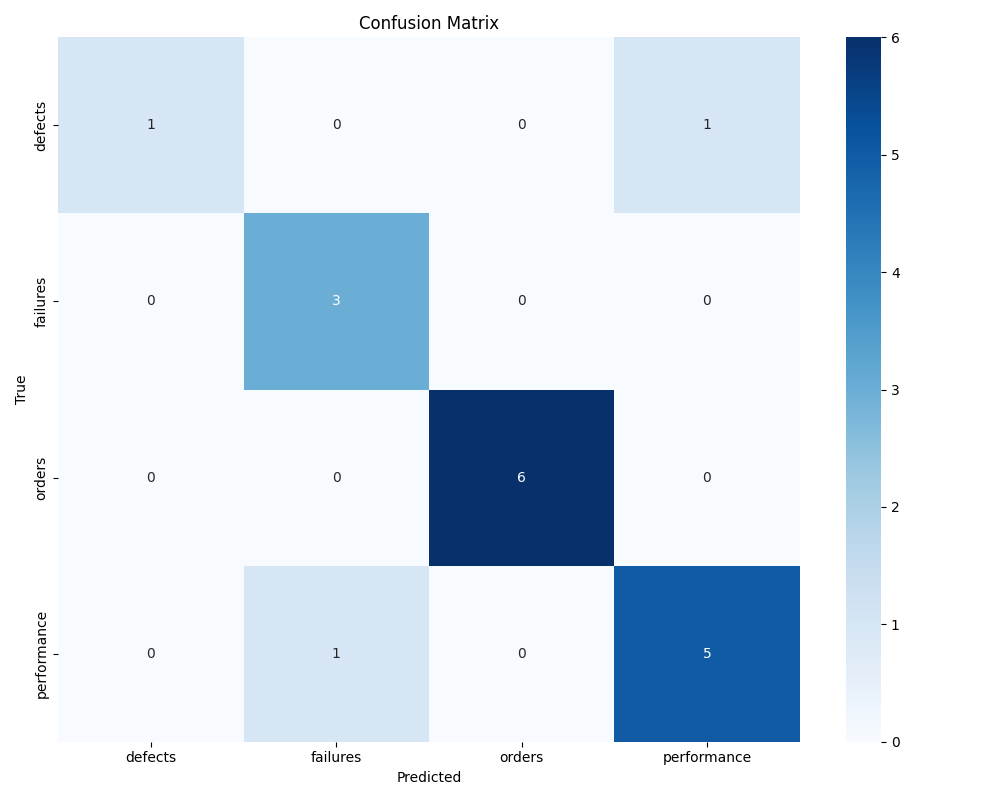 Confusion Matrix
defects 1 0 0 1
failures 0 3 0 0
orders 0 0 6 0
performance 0 1 0 5
True
defects failures orders performance
Predicted
6
5
4
3
2
1
0